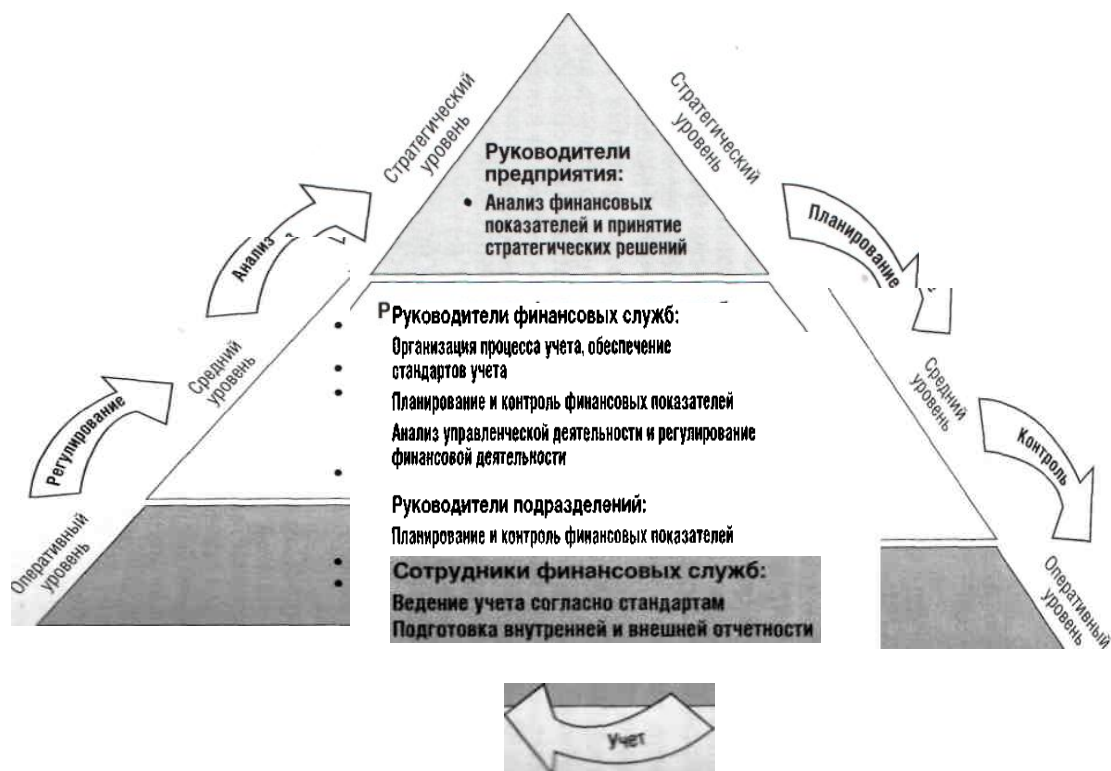 Стратегический
уровень
Стратегический
уровень
Руководители
предприятия:
• Анализ финансовых
показателей и принятие
стратегических решений
Анализ
Планирование
Р
Руководители финансовых служб:
Организация процесса учета, обеспечение
стандартов учета
Планирование и контроль финансовых показателей
Анализ управленческой деятельности и регулирование
финансовой деятельности
Средний
уровень
Средний
уровень
Регулирование
Контроль
Руководители подразделений:
Планирование и контроль финансовых показателей
Оперативный
уровень
Оперативный
уровень
Сотрудники финансовых служб:
Ведение учета согласно стандартам
Подготовка внутренней и внешней отчетности
Учет